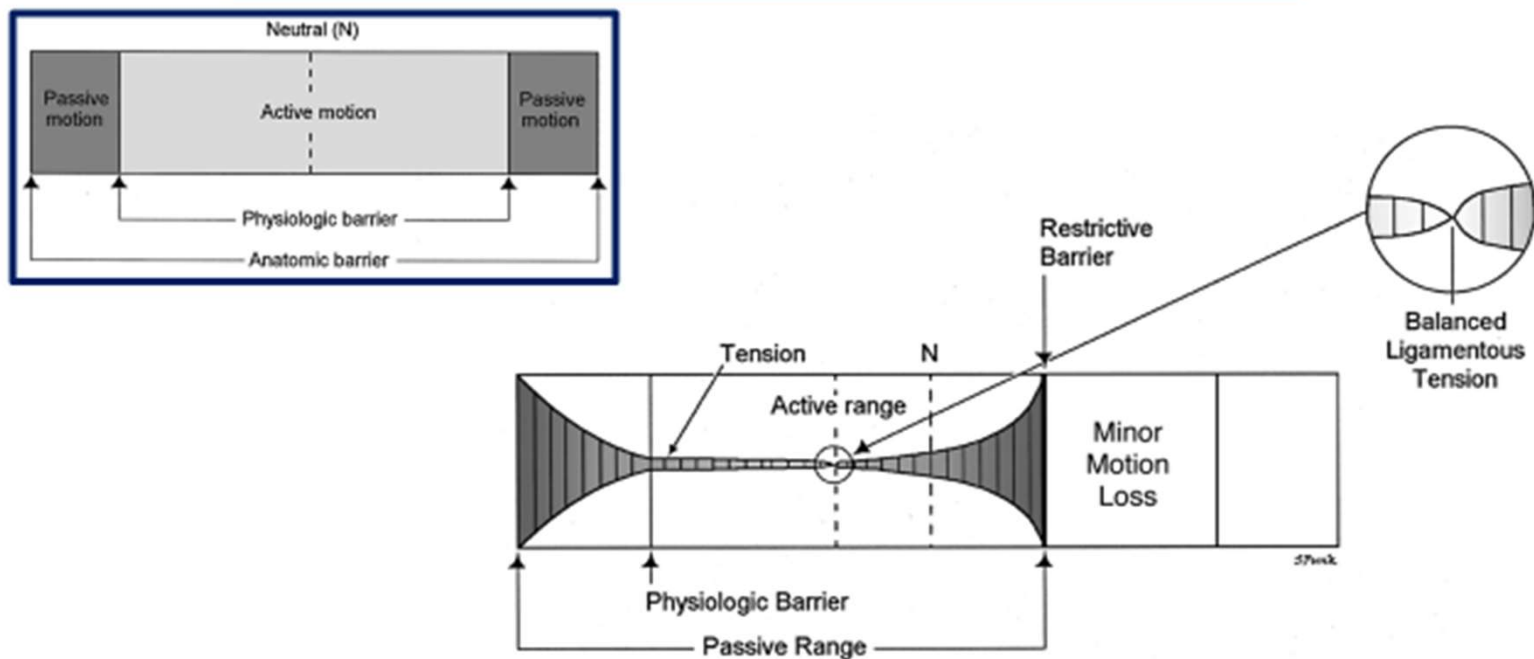 Neutral (N)
Passive
motion
Active motion
Passive
motion
Physiologic barrier
Anatomic barrier
Restrictive
Barrier
Balanced
Ligamentous
Tension
Tension
N
Active range
Minor
Motion
Loss
Physiologic Barrier
Passive Range